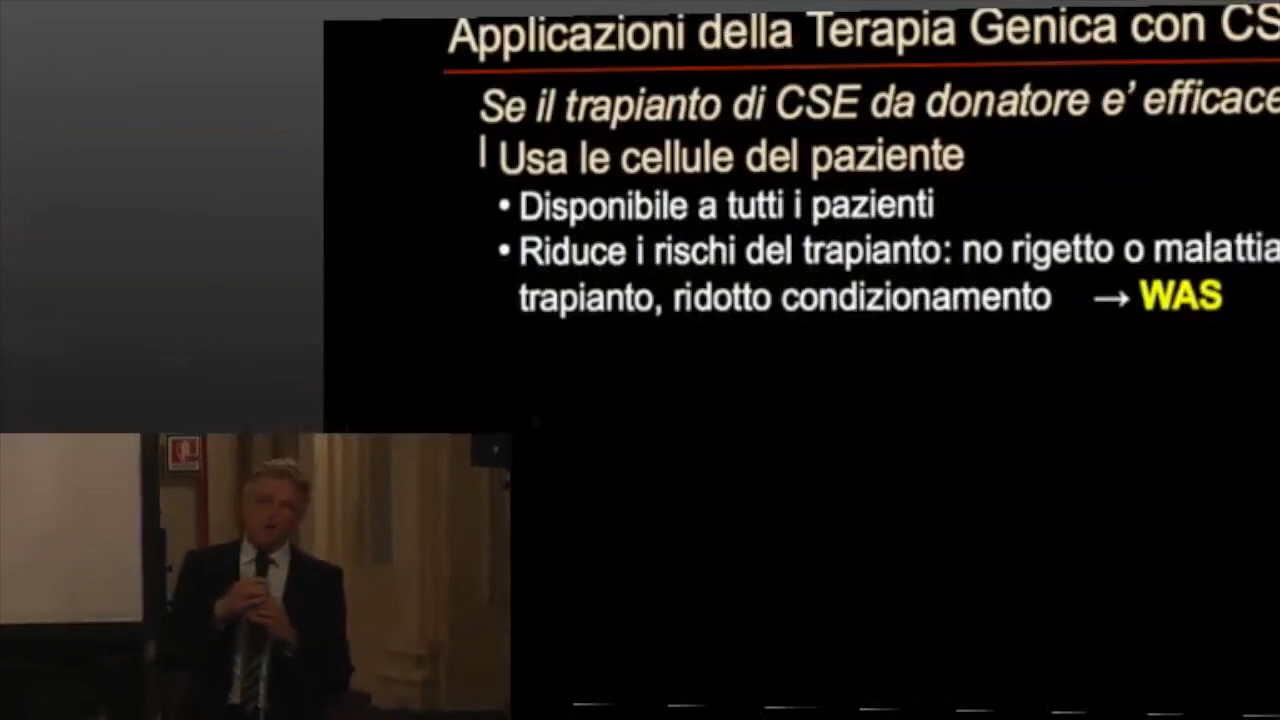 Applicazioni della Terapia Genica con CS
Se il trapianto di CSE da donatore e' efficace
Usa le cellule del paziente
• Disponibile a tutti i pazienti
• Riduce i rischi del trapianto: no rigetto o malattia
trapianto, ridotto condizionamento → WAS